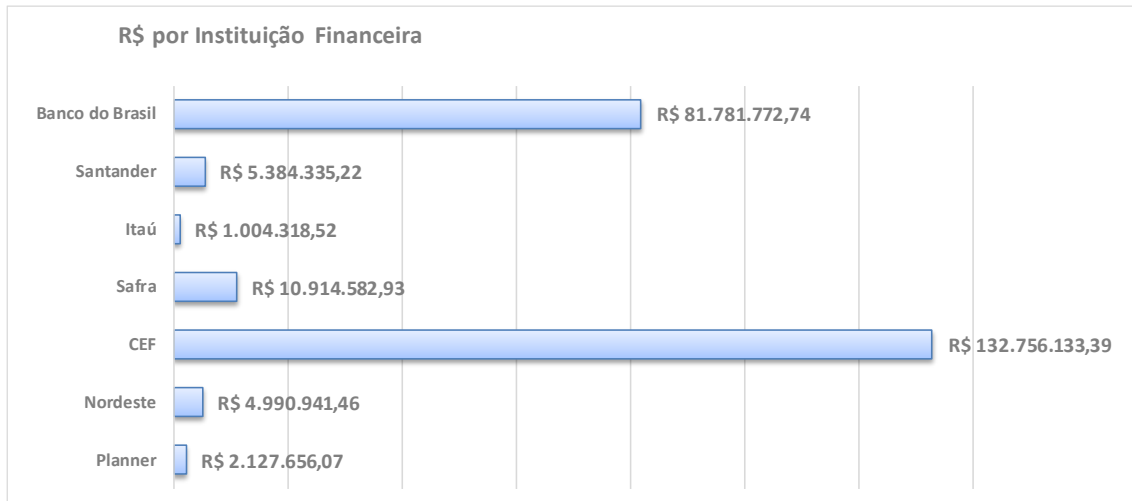 R$ por Instituição Financeira
Banco do Brasil R$ 81.781.772,74
Santander R$ 5.384.335,22
Itaú R$ 1.004.318,52
Safra R$ 10.914.582,93
CEF R$ 132.756.133,39
Nordeste R$ 4.990.941,46
Planner R$ 2.127.656,07